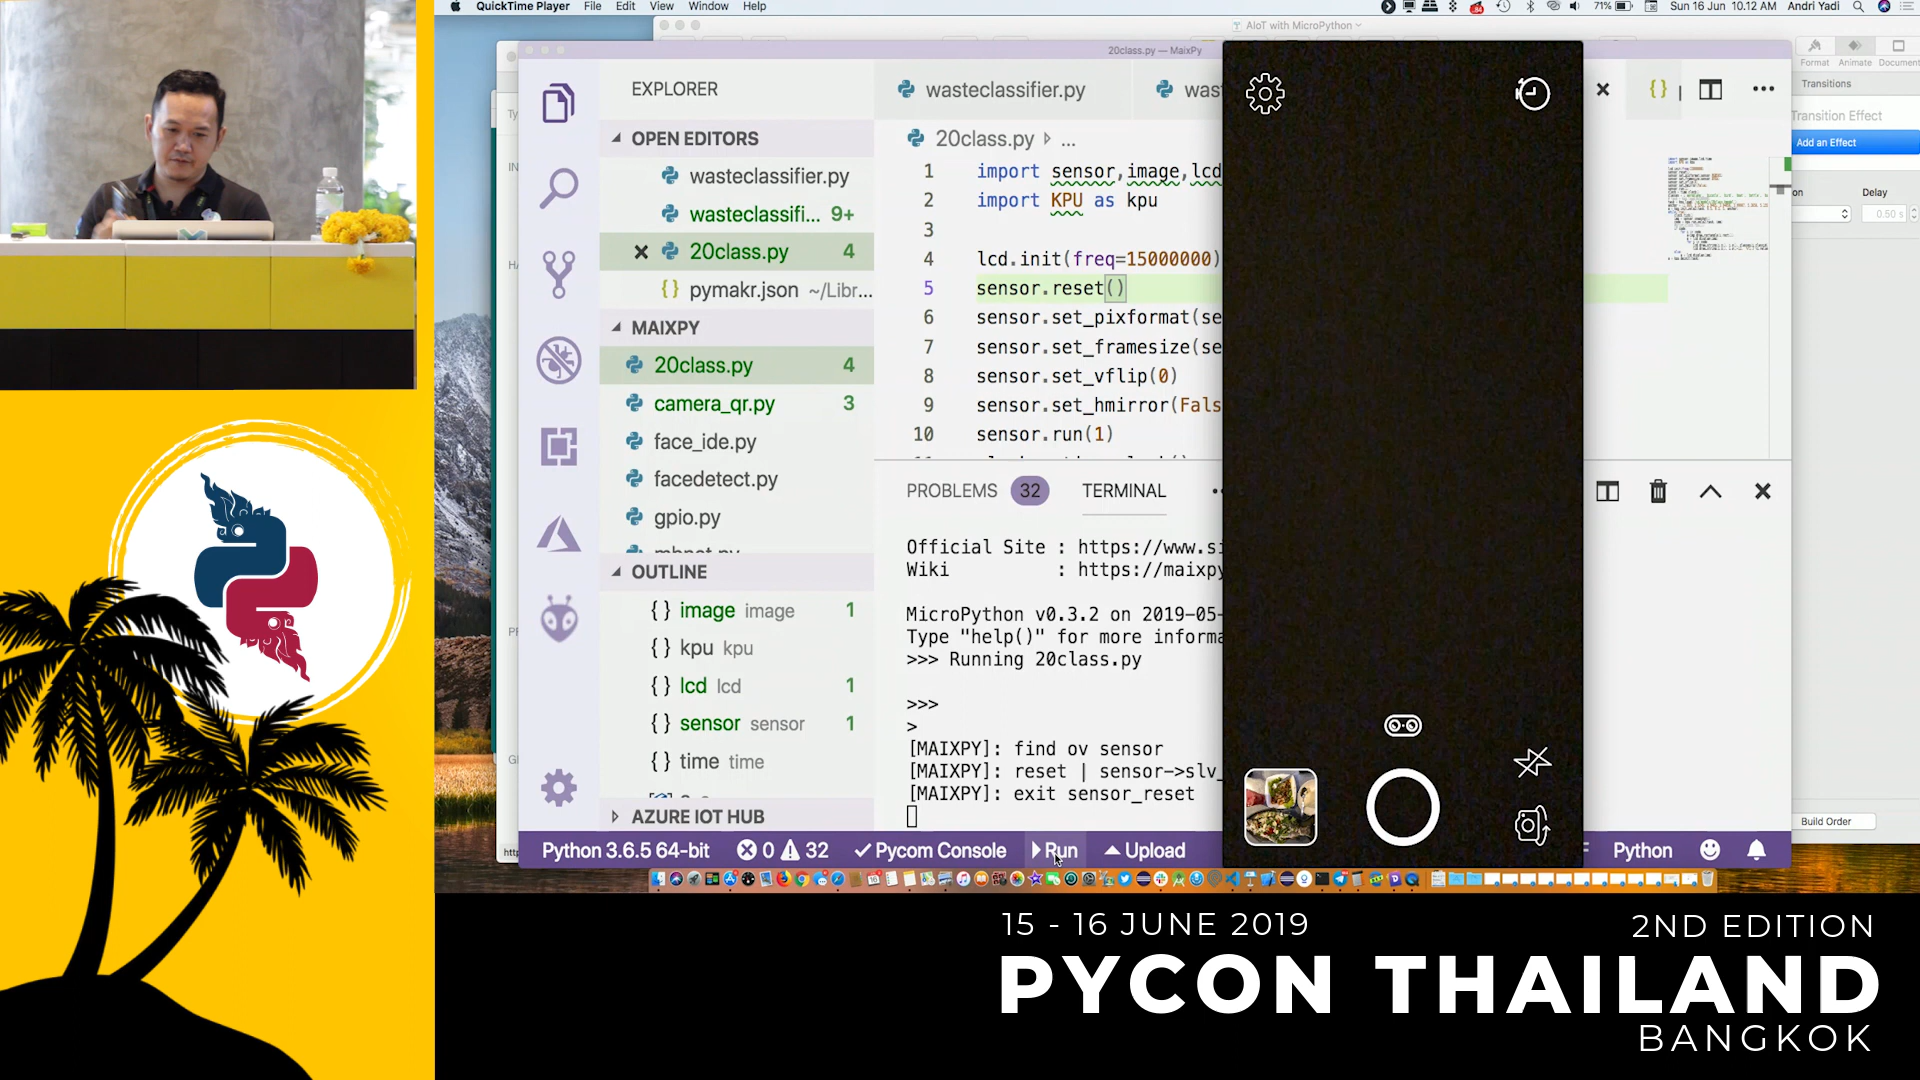 QuickTime Player File Edit View Window Help
71% Sun 16 Jun 10.12 AM Andri Yadi
AIoT with MicroPython
20class.py — MaixPy
Format Animate Document
Transitions
Transition Effect
Add an Effect
Delay
0.50 s
Build Order
EXPLORER
OPEN EDITORS
wasteclassifier.py
wasteclassifi... 9+
20class.py 4
pymakr.json ~/Libr...
MAIXPY
20class.py 4
camera_qr.py 3
face_ide.py
facedetect.py
gpio.py
OUTLINE
{} image image 1
{} kpu kpu
{} lcd lcd 1
{} sensor sensor 1
{} time time
AZURE IOT HUB
wasteclassifier.py
was
20class.py ...
1 import sensor,image,lcd
2 import KPU as kpu
3
4 lcd.init(freq=15000000)
5 sensor.reset()
6 sensor.set_pixformat(se
7 sensor.set_framesize(se
8 sensor.set_vflip(0)
9 sensor.set_hmirror(Fals
10 sensor.run(1)
PROBLEMS 32 TERMINAL
Official Site : https://www.si
Wiki : https://maixpy
MicroPython v0.3.2 on 2019-05-
Type "help()" for more informa
>>> Running 20class.py
>>>
>
[MAIXPY]: find ov sensor
[MAIXPY]: reset | sensor->slv_
[MAIXPY]: exit sensor_reset
Python 3.6.5 64-bit 0 32 Pycom Console Run Upload Python
15 - 16 JUNE 2019
2ND EDITION
PYCON THAILAND
BANGKOK